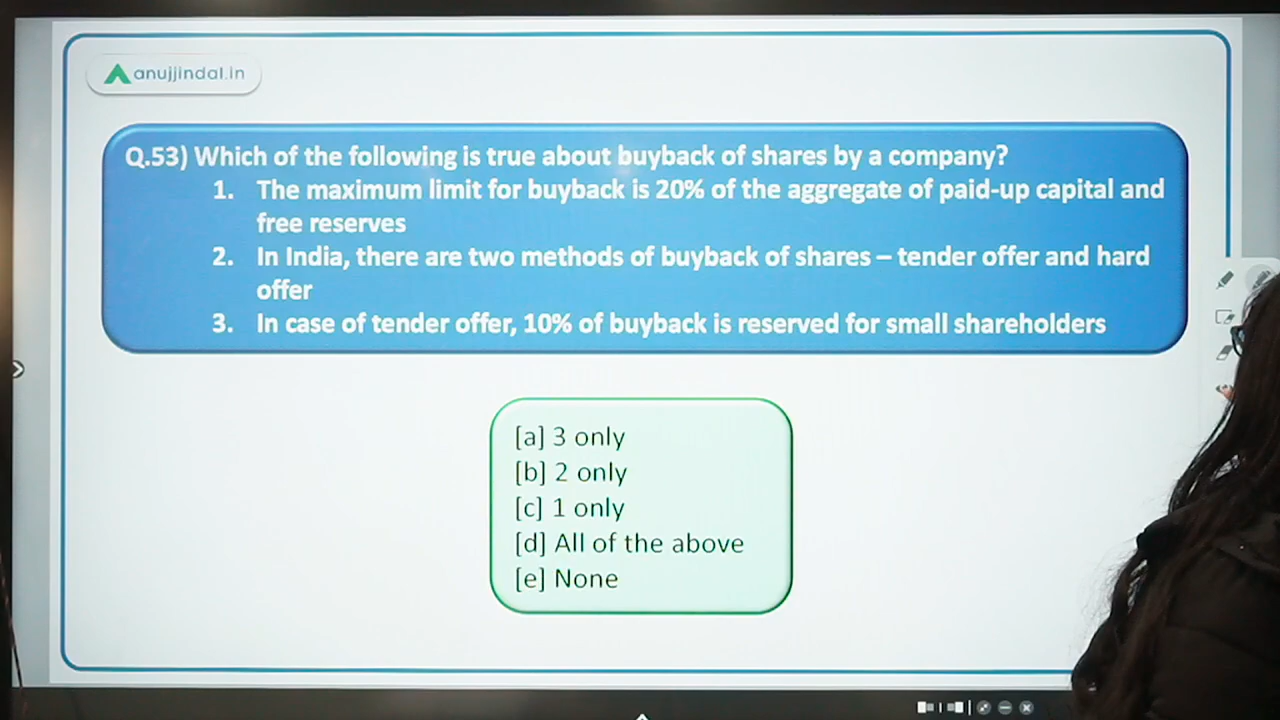 anujjindal.in
Q.53) Which of the following is true about buyback of shares by a company?
1. The maximum limit for buyback is 20% of the aggregate of paid-up capital and
free reserves
2. In India, there are two methods of buyback of shares – tender offer and hard
offer
3. In case of tender offer, 10% of buyback is reserved for small shareholders
[a] 3 only
[b] 2 only
[c] 1 only
[d] All of the above
[e] None